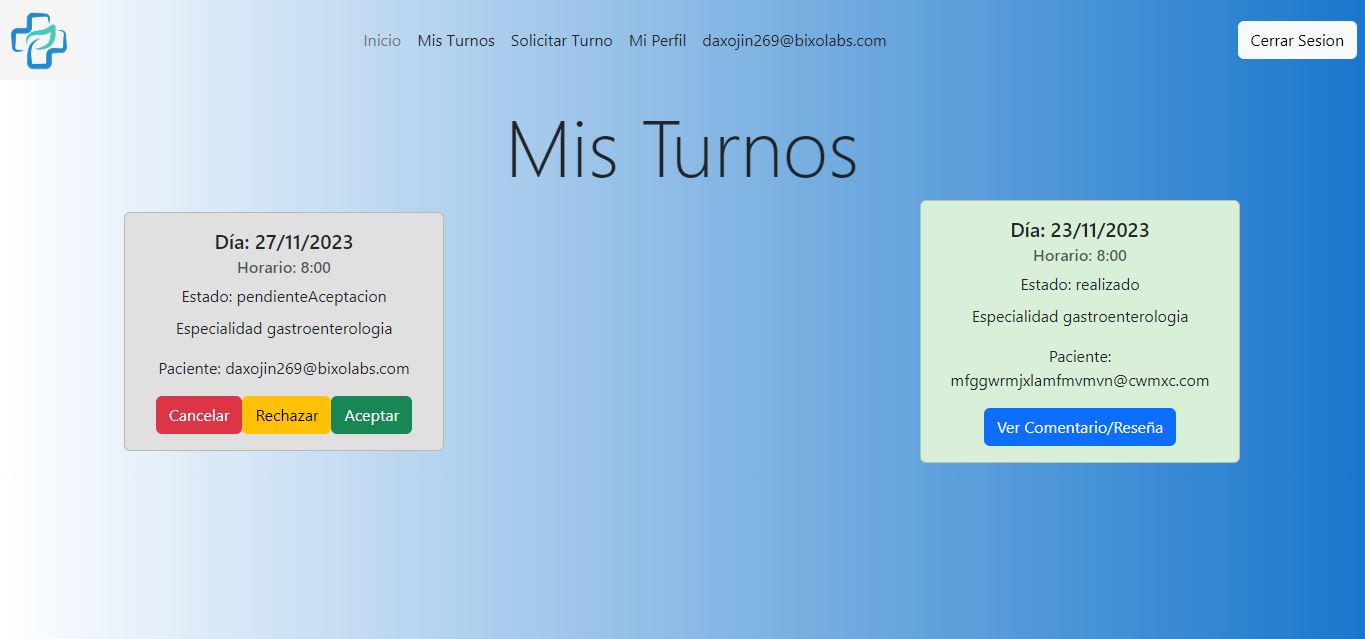 Inicio Mis Turnos Solicitar Turno Mi Perfil daxojin269@bixolabs.com Cerrar Sesion
Mis Turnos
Día: 27/11/2023
Horario: 8:00
Estado: pendienteAceptacion
Especialidad gastroenterologia
Paciente: daxojin269@bixolabs.com
Cancelar Rechazar Aceptar
Día: 23/11/2023
Horario: 8:00
Estado: realizado
Especialidad gastroenterologia
Paciente:
mfggwrmjxlamfmvmvn@cwmxc.com
Ver Comentario/Reseña